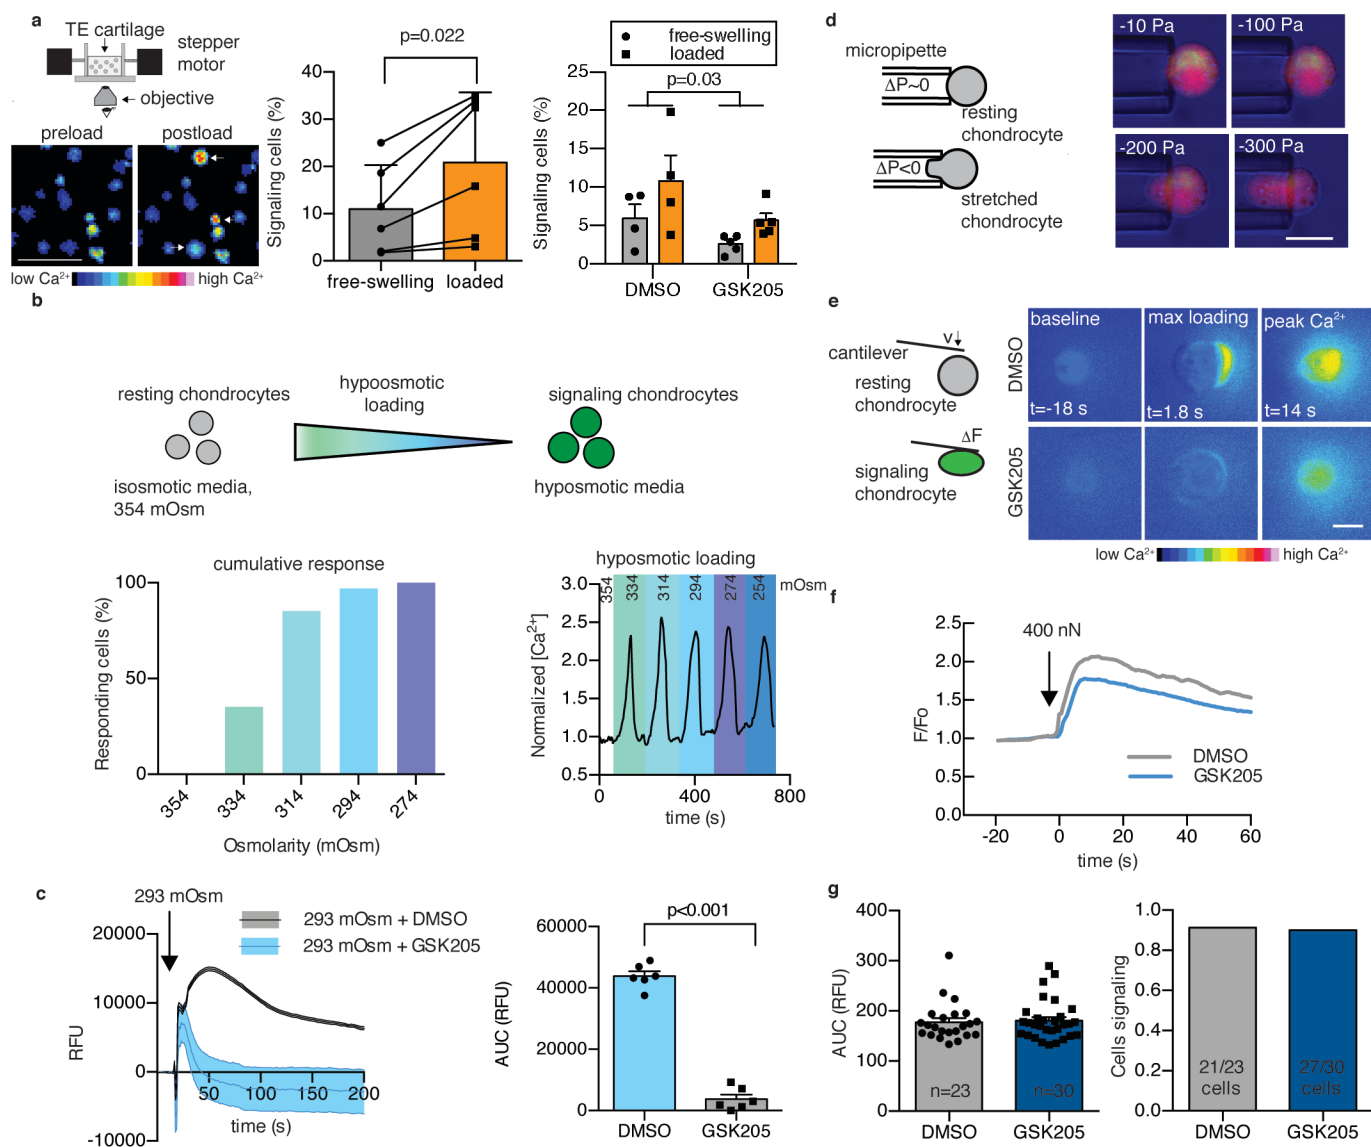 a
TE cartilage
stepper
motor
objective
preload
postload
low Ca²⁺
high Ca²⁺
p=0.022
Signaling cells (%)
40
30
20
10
0
free-swelling
loaded
free-swelling
loaded
p=0.03
Signaling cells (%)
25
20
15
10
5
0
DMSO
GSK205
b
resting chondrocytes
hypoosmotic
loading
signaling chondrocytes
isosmotic media,
354 mOsm
hyposmotic media
cumulative response
Responding cells (%)
100
50
0
354
334
314
294
274
Osmolarity (mOsm)
hyposmotic loading
354
334
314
294
274
254
mOsm
Normalized [Ca²⁺]
3.0
2.5
2.0
1.5
1.0
0.5
0
400
800
time (s)
c
293 mOsm
293 mOsm + DMSO
293 mOsm + GSK205
RFU
20000
10000
0
-10000
50
100
150
200
time (s)
p<0.001
AUC (RFU)
60000
40000
20000
0
DMSO
GSK205
d
micropipette
ΔP~0
resting
chondrocyte
ΔP<0
stretched
chondrocyte
-10 Pa
-100 Pa
-200 Pa
-300 Pa
e
cantilever
v
resting
chondrocyte
ΔF
signaling
chondrocyte
DMSO
GSK205
baseline
max loading
peak Ca²⁺
t=-18 s
t=1.8 s
t=14 s
low Ca²⁺
high Ca²⁺
f
400 nN
F/Fo
2.5
2.0
1.5
1.0
2.0
0.0
DMSO
GSK205
-20
0
20
40
60
time (s)
g
AUC (RFU)
400
300
200
100
0
n=23
n=30
DMSO
GSK205
Cells signaling
1.0
0.8
0.6
0.4
0.2
0.0
21/23
cells
27/30
cells
DMSO
GSK205